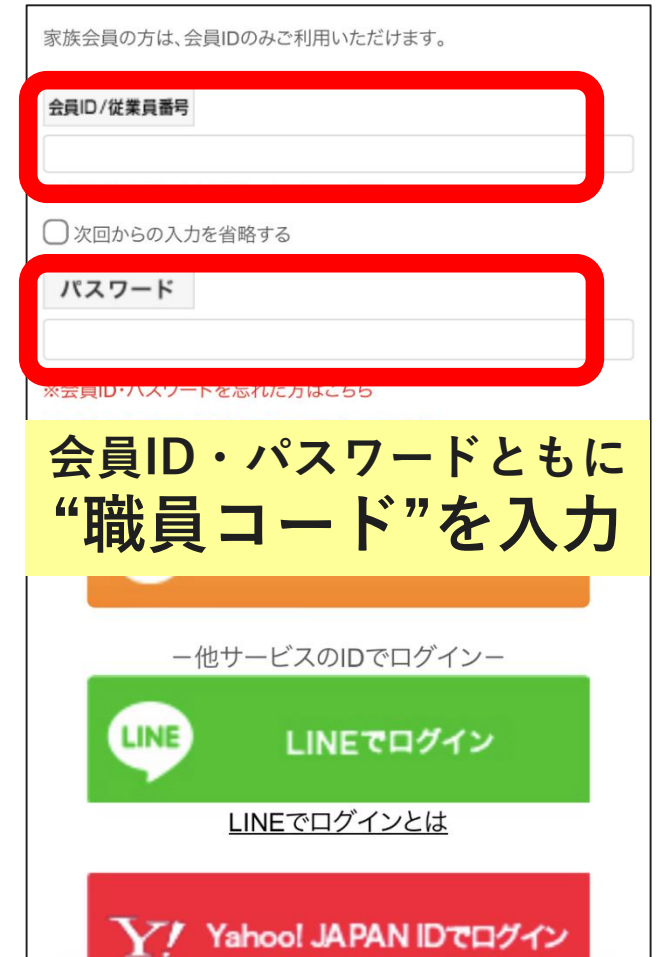 家族会員の方は、会員IDのみご利用いただけます。
会員ID/従業員番号
次回からの入力を省略する
パスワード
※会員ID・パスワードを忘れた方はこちら
会員ID・パスワードともに
“職員コード”を入力
－他サービスのIDでログイン－
LINE
LINEでログイン
LINEでログインとは
Y! Yahoo! JAPAN IDでログイン